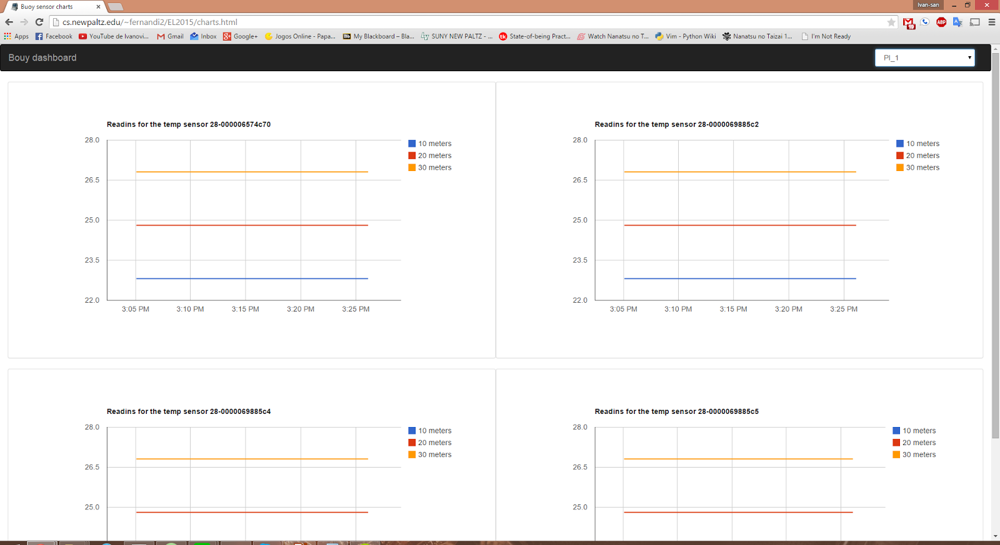 Buoy sensor charts
Ivan-san
cs.newpaltz.edu/~fernandi2/EL2015/charts.html
19
ABP
Apps Facebook YouTube de Ivanovi... Gmail Inbox Google+ Jogos Online - Papa... Bb My Blackboard – Bla... SUNY NEW PALTZ - ... tk State-of-being Pract... Watch Nanatsu no T... Vim - Python Wiki Nanatsu no Taizai 1... I'm Not Ready
Bouy dashboard
PI_1
Readins for the temp sensor 28-000006574c70
28.0
26.5
25.0
23.5
22.0
3:05 PM 3:10 PM 3:15 PM 3:20 PM 3:25 PM
10 meters
20 meters
30 meters
Readins for the temp sensor 28-0000069885c2
28.0
26.5
25.0
23.5
22.0
3:05 PM 3:10 PM 3:15 PM 3:20 PM 3:25 PM
10 meters
20 meters
30 meters
Readins for the temp sensor 28-0000069885c4
28.0
26.5
25.0
10 meters
20 meters
30 meters
Readins for the temp sensor 28-0000069885c5
28.0
26.5
25.0
10 meters
20 meters
30 meters